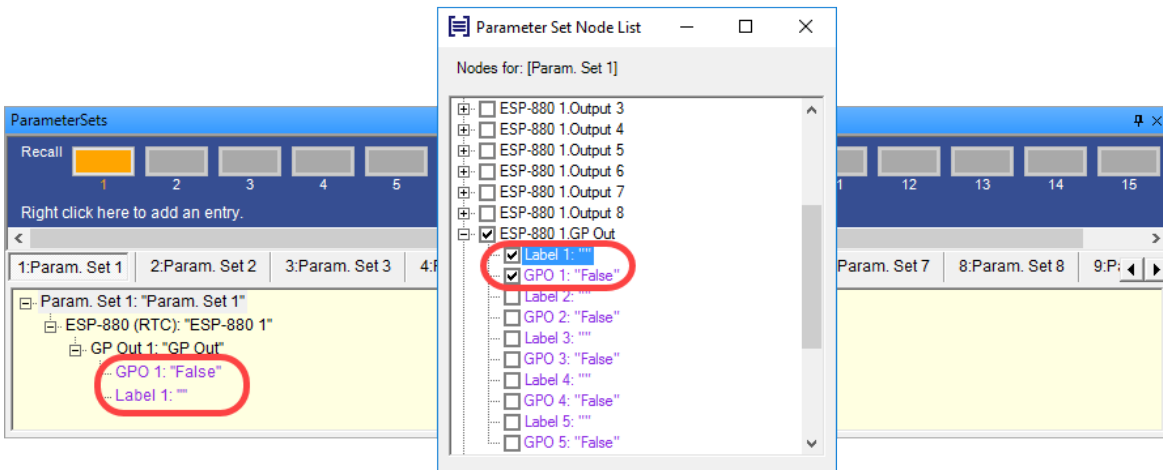 Parameter Set Node List
Nodes for: [Param. Set 1]
ESP-880 1.Output 3
ESP-880 1.Output 4
ESP-880 1.Output 5
ESP-880 1.Output 6
ESP-880 1.Output 7
ESP-880 1.Output 8
ESP-880 1.GP Out
Label 1: ""
GPO 1: "False"
Label 2: ""
GPO 2: "False"
Label 3: ""
GPO 3: "False"
Label 4: ""
GPO 4: "False"
Label 5: ""
GPO 5: "False"
ParameterSets
Recall
1 2 3 4 5 1 12 13 14 15
Right click here to add an entry.
1:Param. Set 1 2:Param. Set 2 3:Param. Set 3 4: Param. Set 7 8:Param. Set 8 9:P
Param. Set 1: "Param. Set 1"
ESP-880 (RTC): "ESP-880 1"
GP Out 1: "GP Out"
GPO 1: "False"
Label 1: ""